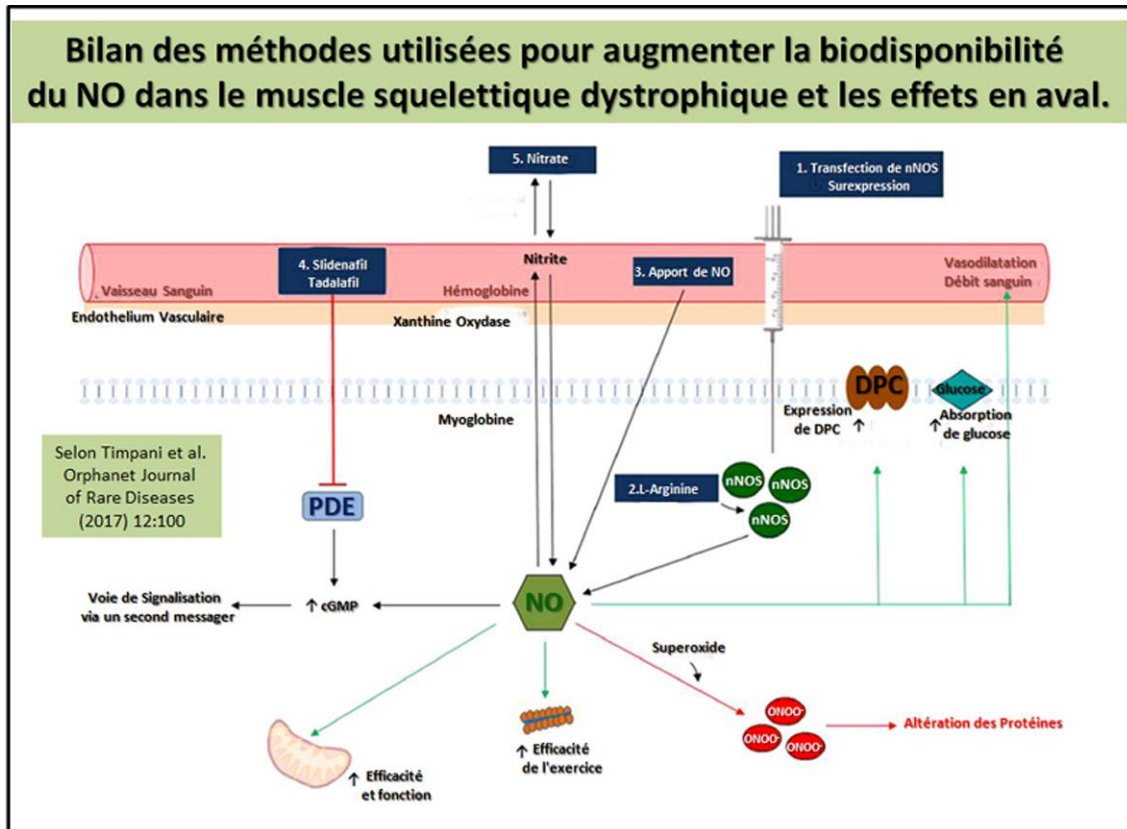 Bilan des méthodes utilisées pour augmenter la biodisponibilité
du NO dans le muscle squelettique dystrophique et les effets en aval.
5. Nitrate
1. Transfection de nNOS
Surexpression
4. Slidenafil
Tadalafil
Nitrite
3. Apport de NO
Vasodilatation
Débit sanguin
Vaisseau Sanguin
Hémoglobine
Endothelium Vasculaire
Xanthine Oxydase
DPC
Glucose
Myoglobine
Expression
de DPC ↑
↑ Absorption
de glucose
Selon Timpani et al.
Orphanet Journal
of Rare Diseases
(2017) 12:100
2.L-Arginine
nNOS
nNOS
nNOS
PDE
Voie de Signalisation
via un second messager
↑ cGMP
NO
Superoxide
ONOO-
ONOO-
ONOO-
Altération des Protéines
↑ Efficacité
de l'exercice
↑ Efficacité
et fonction